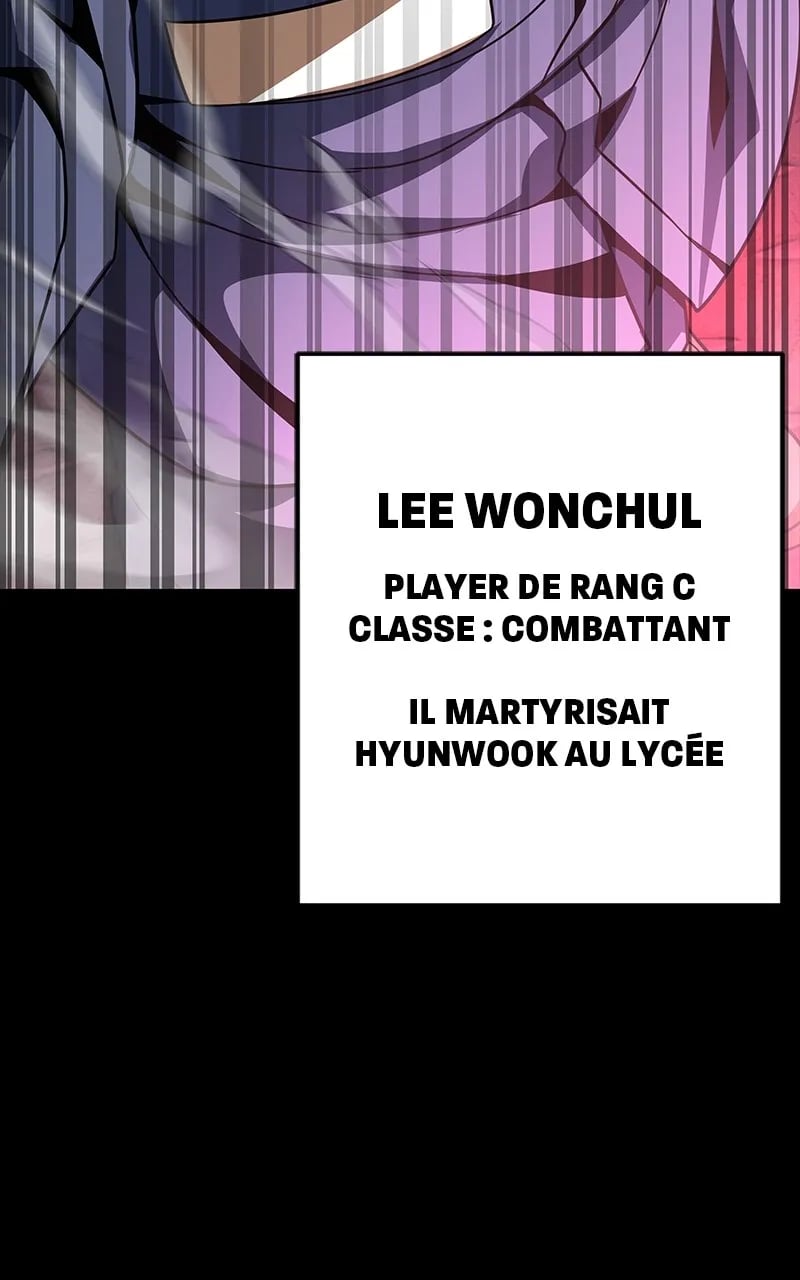 LEE WONCHUL
PLAYER DE RANG C
CLASSE : COMBATTANT
IL MARTYRISAIT
HYUNWOOK AU LYCÉE